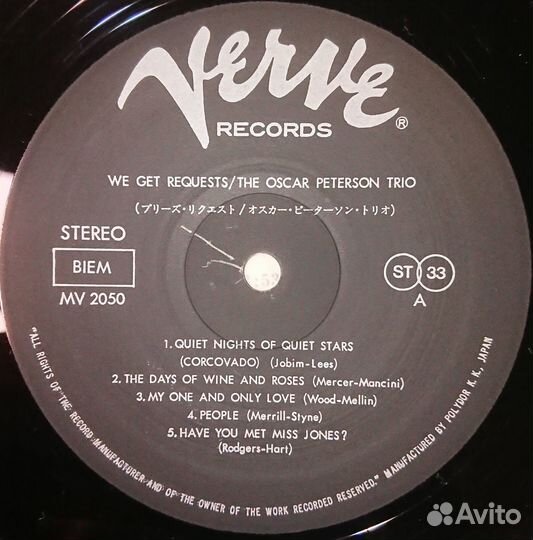 Verve
RECORDS ®
WE GET REQUESTS/THE OSCAR PETERSON TRIO
(プリーズ・リクエスト/オスカー・ピーターソン・トリオ)
STEREO
BIEM
MV 2050
ST 33
A
1. QUIET NIGHTS OF QUIET STARS
(CORCOVADO) (Jobim-Lees)
2. THE DAYS OF WINE AND ROSES (Mercer-Mancini)
3. MY ONE AND ONLY LOVE (Wood-Mellin)
4. PEOPLE (Merrill-Styne)
5. HAVE YOU MET MISS JONES?
(Rodgers-Hart)
"ALL RIGHTS OF THE RECORD MANUFACTURER AND OF THE OWNER OF THE WORK RECORDED RESERVED." MANUFACTURED BY POLYDOR K.K., JAPAN
Avito